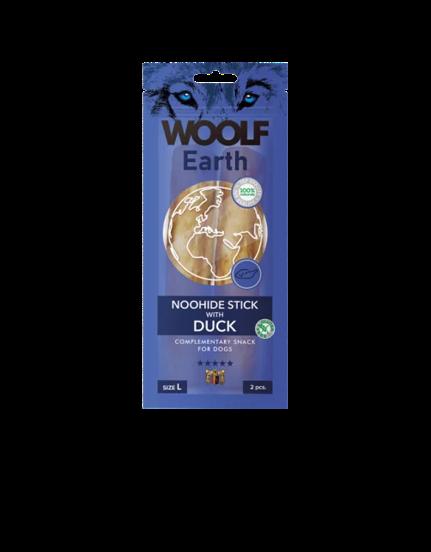 WOOLF
Earth
100%
NOOHIDE STICK
WITH
DUCK
COMPLEMENTARY SNACK
FOR DOGS
SIZE L
2 pcs.